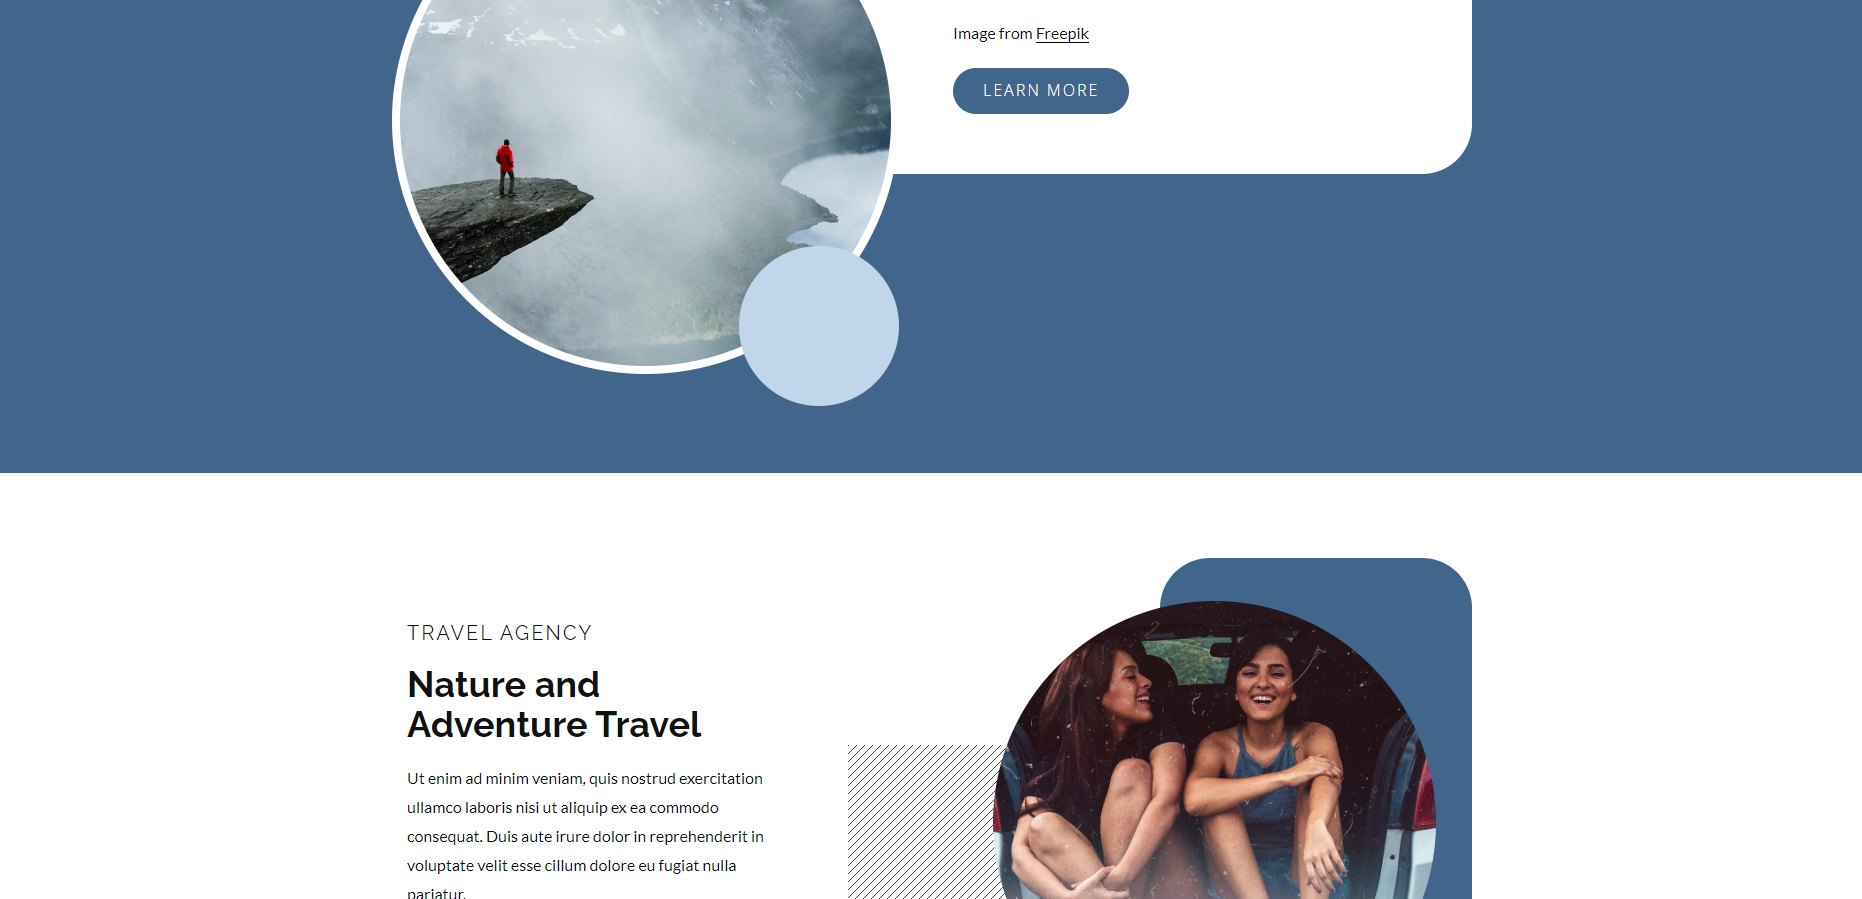 Image from Freepik
LEARN MORE
TRAVEL AGENCY
Nature and
Adventure Travel
Ut enim ad minim veniam, quis nostrud exercitation
ullamco laboris nisi ut aliquip ex ea commodo
consequat. Duis aute irure dolor in reprehenderit in
voluptate velit esse cillum dolore eu fugiat nulla
pariatur.